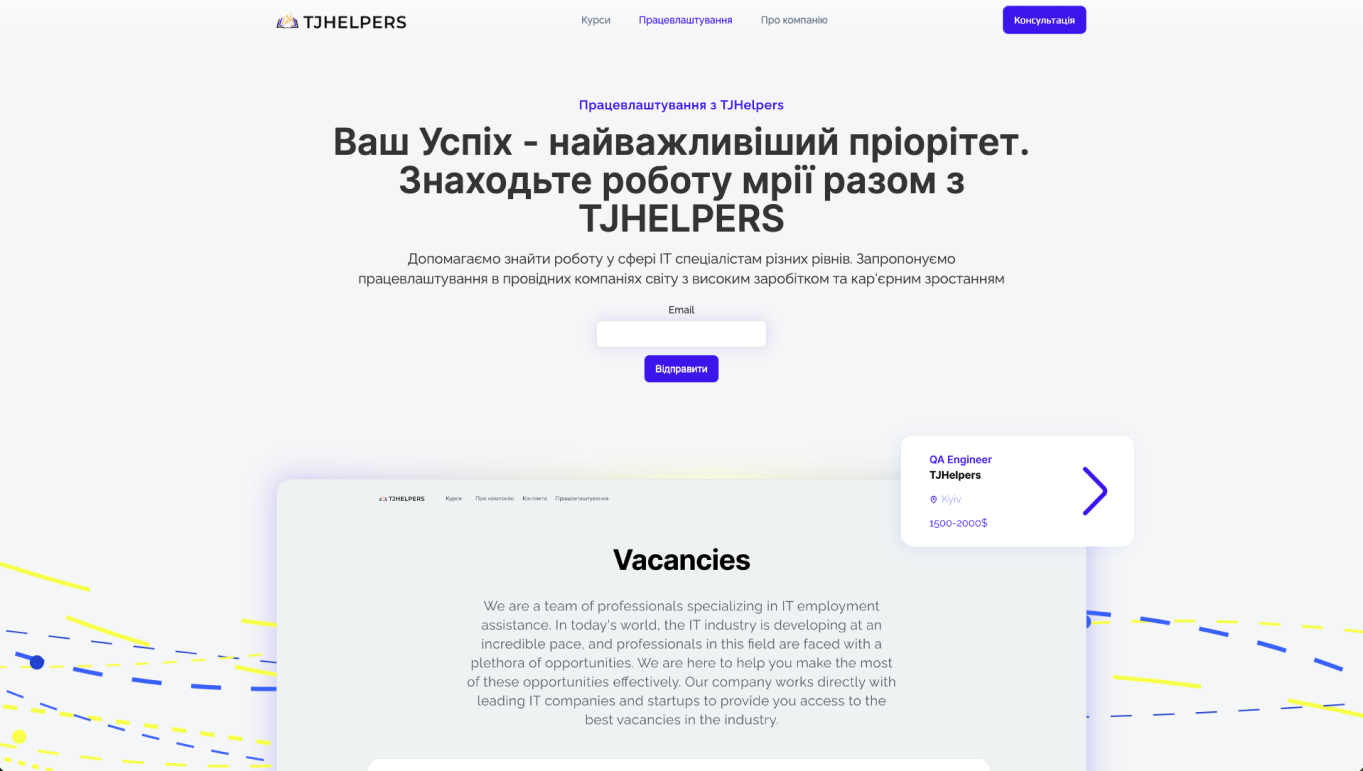 TJHELPERS
Курси
Працевлаштування
Про компанію
Консультація
Працевлаштування з TJHelpers
Ваш Успіх - найважливіший пріорітет.
Знаходьте роботу мрії разом з
TJHELPERS
Допомагаємо знайти роботу у сфері IT спеціалістам різних рівнів. Запропонуємо
працевлаштування в провідних компаніях світу з високим заробітком та кар'єрним зростанням
Email
Відправити
QA Engineer
TJHelpers
Kyiv
1500-2000$
TJHELPERS
Курси
Про компанію
Контакти
Працевлаштування
Vacancies
We are a team of professionals specializing in IT employment
assistance. In today's world, the IT industry is developing at an
incredible pace, and professionals in this field are faced with a
plethora of opportunities. We are here to help you make the most
of these opportunities effectively. Our company works directly with
leading IT companies and startups to provide you access to the
best vacancies in the industry.